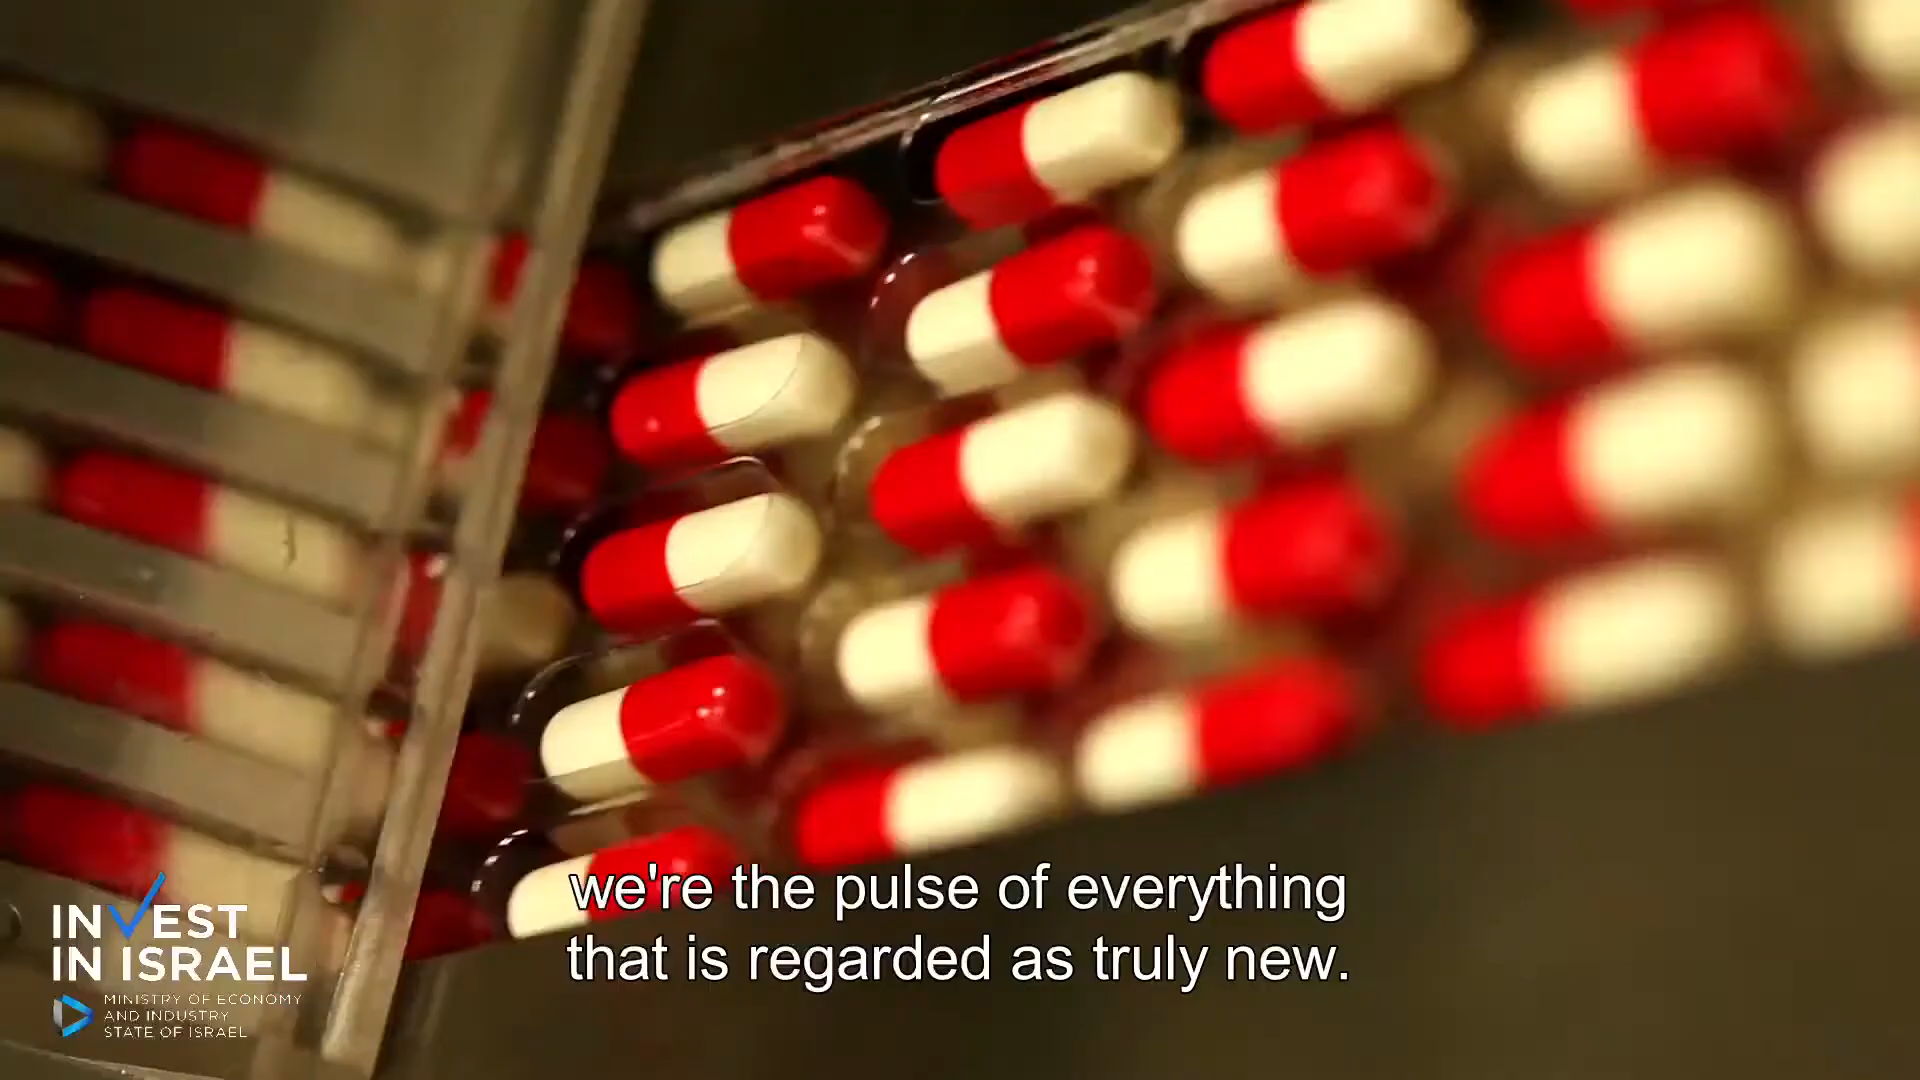 we're the pulse of everything
that is regarded as truly new.
INVEST
IN ISRAEL
MINISTRY OF ECONOMY
AND INDUSTRY
STATE OF ISRAEL